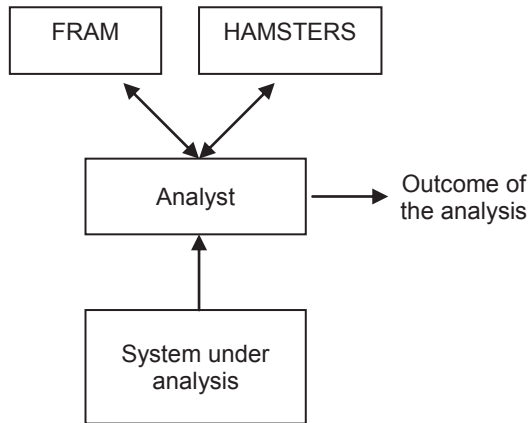 FRAM
HAMSTERS
Analyst
Outcome of
the analysis
System under
analysis